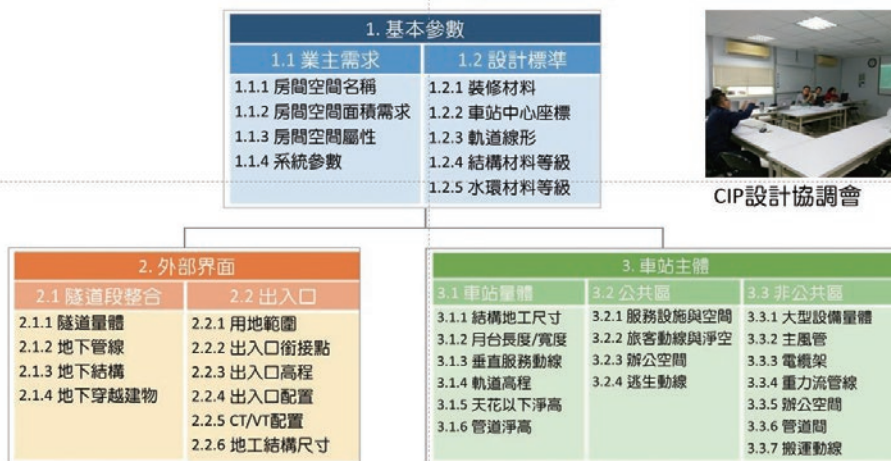 1. 基本參數
1.1 業主需求
1.1.1 房間空間名稱
1.1.2 房間空間面積需求
1.1.3 房間空間屬性
1.1.4 系統參數
1.2 設計標準
1.2.1 裝修材料
1.2.2 車站中心座標
1.2.3 軌道線形
1.2.4 結構材料等級
1.2.5 水環材料等級
CIP設計協調會
2. 外部界面
2.1 隧道段整合
2.1.1 隧道量體
2.1.2 地下管線
2.1.3 地下結構
2.1.4 地下穿越建物
2.2 出入口
2.2.1 用地範圍
2.2.2 出入口銜接點
2.2.3 出入口高程
2.2.4 出入口配置
2.2.5 CT/VT配置
2.2.6 地工結構尺寸
3. 車站主體
3.1 車站量體
3.1.1 結構地工尺寸
3.1.2 月台長度/寬度
3.1.3 垂直服務動線
3.1.4 軌道高程
3.1.5 天花以下淨高
3.1.6 管道淨高
3.2 公共區
3.2.1 服務設施與空間
3.2.2 旅客動線與淨空
3.2.3 辦公空間
3.2.4 逃生動線
3.3 非公共區
3.3.1 大型設備量體
3.3.2 主風管
3.3.3 電纜架
3.3.4 重力流管線
3.3.5 辦公空間
3.3.6 管道間
3.3.7 搬運動線